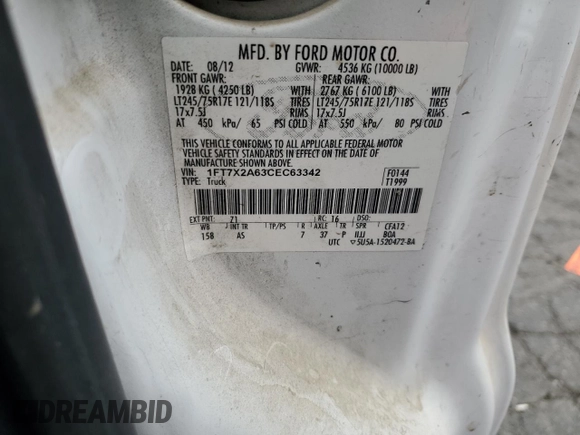 MFD. BY FORD MOTOR CO.
DATE: 08/12 GVWR: 4536 KG (10000 LB)
FRONT GAWR: REAR GAWR:
1928 KG ( 4250 LB) WITH 2767 KG ( 6100 LB) WITH
LT245/75R17E 121/118S TIRES LT245/75R17E 121/118S TIRES
17x7.5J RIMS 17x7.5J RIMS
AT 450 kPa/ 65 PSI COLD AT 550 kPa/ 80 PSI COLD
THIS VEHICLE CONFORMS TO ALL APPLICABLE FEDERAL MOTOR
VEHICLE SAFETY STANDARDS IN EFFECT ON THE DATE OF
MANUFACTURE SHOWN ABOVE.
VIN: 1FT7X2A63CEC63342 F0144
TYPE: Truck T1999
EXT PNT: Z1 RC: 16 DSO:
WB INT TR TP/PS R AXLE TR SPR CFA12
158 AS 7 37 P IIJJ BOA
UTC ▽5U5A-1520472-BA
DREAMBID